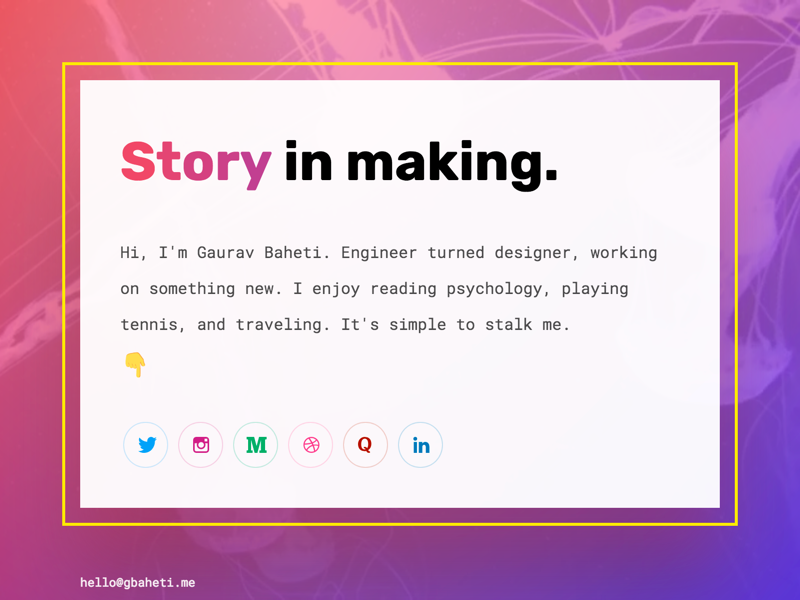 Story in making.
Hi, I'm Gaurav Baheti. Engineer turned designer, working
on something new. I enjoy reading psychology, playing
tennis, and traveling. It's simple to stalk me.
M
Q
in
hello@gbaheti.me